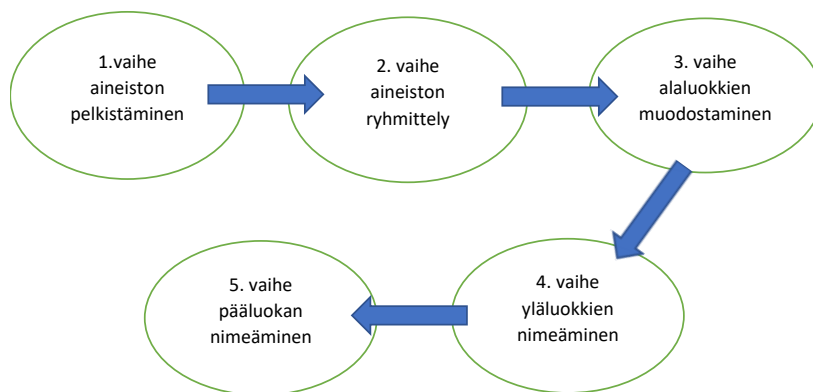 1.vaihe
aineiston
pelkistäminen
2. vaihe
aineiston
ryhmittely
3. vaihe
alaluokkien
muodostaminen
4. vaihe
yläluokkien
nimeäminen
5. vaihe
pääluokan
nimeäminen